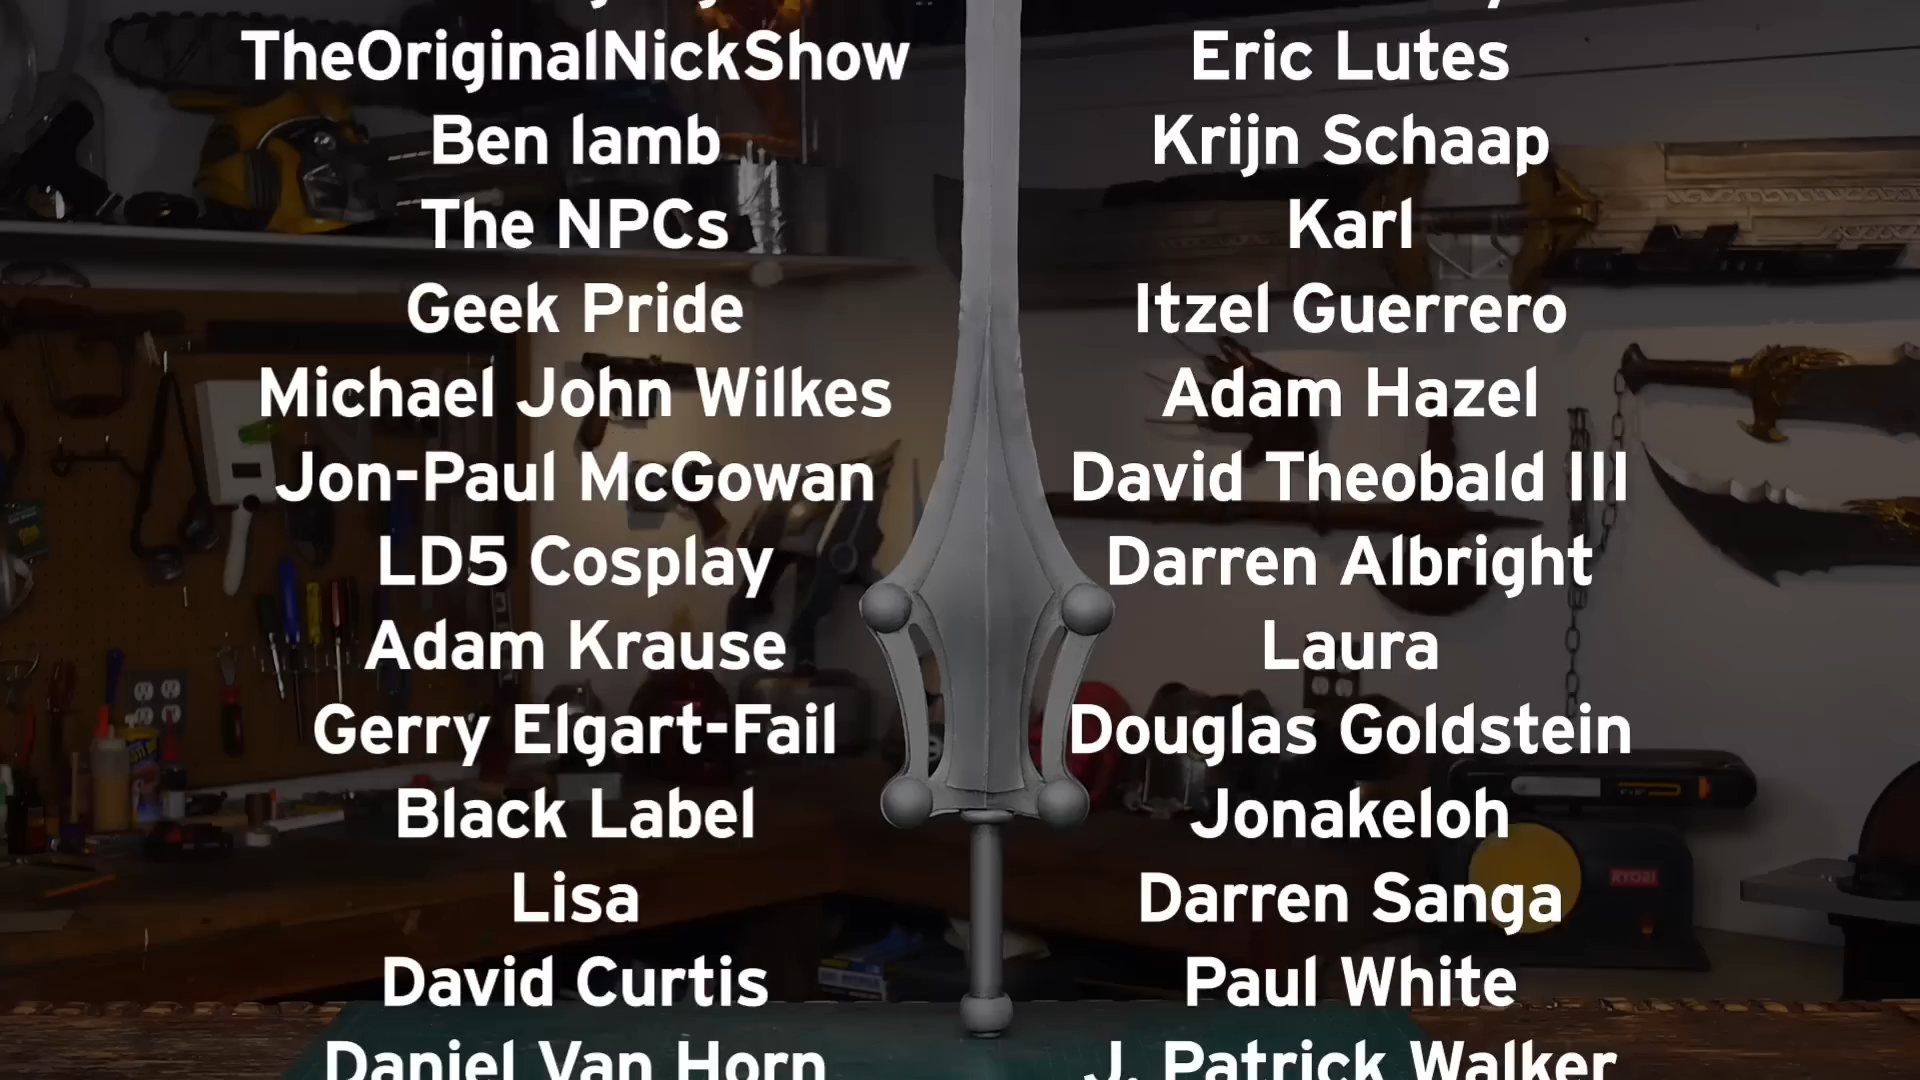 TheOriginalNickShow
Ben lamb
The NPCs
Geek Pride
Michael John Wilkes
Jon-Paul McGowan
LD5 Cosplay
Adam Krause
Gerry Elgart-Fail
Black Label
Lisa
David Curtis
Daniel Van Horn
Eric Lutes
Krijn Schaap
Karl
Itzel Guerrero
Adam Hazel
David Theobald III
Darren Albright
Laura
Douglas Goldstein
Jonakeloh
Darren Sanga
Paul White
J. Patrick Walker
RYOBI